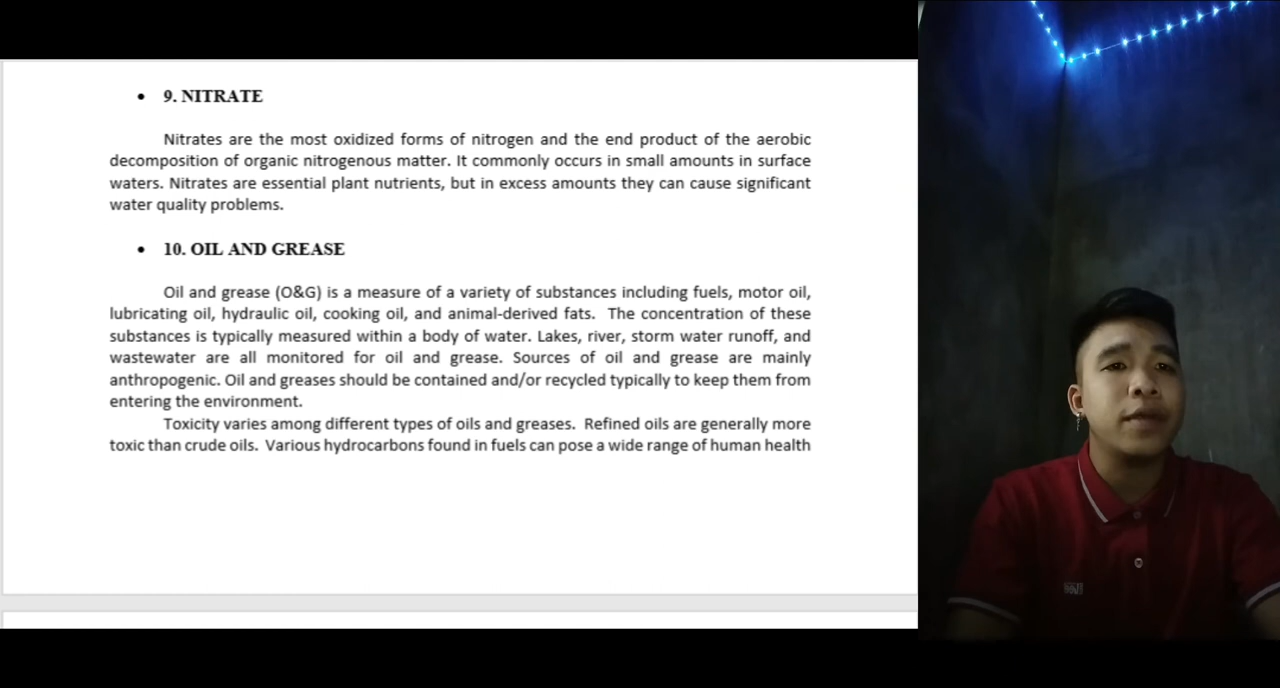 • 9. NITRATE
Nitrates are the most oxidized forms of nitrogen and the end product of the aerobic
decomposition of organic nitrogenous matter. It commonly occurs in small amounts in surface
waters. Nitrates are essential plant nutrients, but in excess amounts they can cause significant
water quality problems.
• 10. OIL AND GREASE
Oil and grease (O&G) is a measure of a variety of substances including fuels, motor oil,
lubricating oil, hydraulic oil, cooking oil, and animal-derived fats. The concentration of these
substances is typically measured within a body of water. Lakes, river, storm water runoff, and
wastewater are all monitored for oil and grease. Sources of oil and grease are mainly
anthropogenic. Oil and greases should be contained and/or recycled typically to keep them from
entering the environment.
Toxicity varies among different types of oils and greases. Refined oils are generally more
toxic than crude oils. Various hydrocarbons found in fuels can pose a wide range of human health